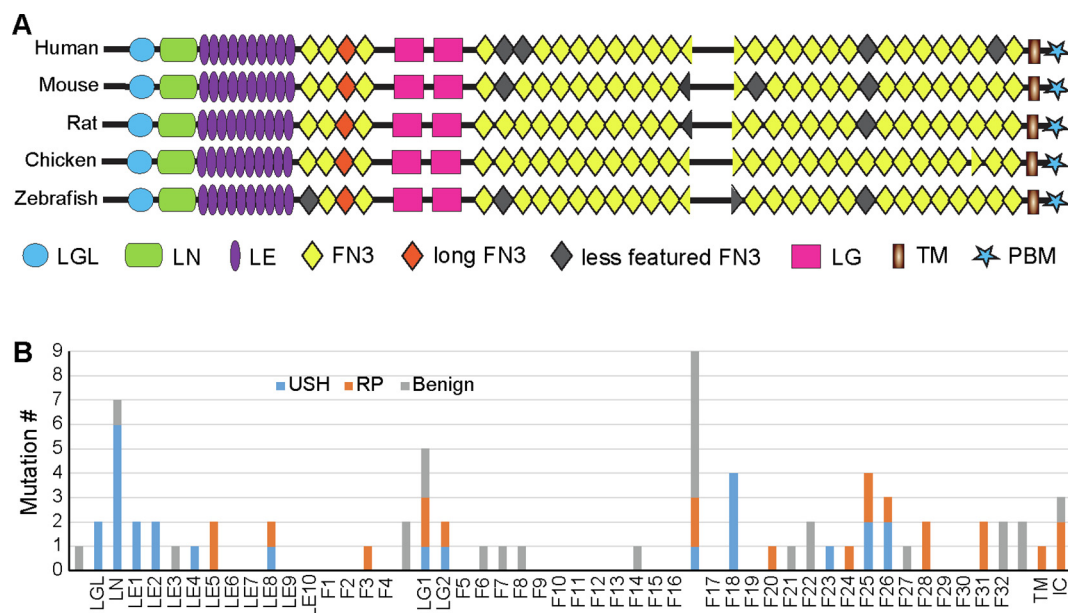 A
Human
Mouse
Rat
Chicken
Zebrafish
LGL LN LE FN3 long FN3 less featured FN3 LG TM PBM
B
Mutation #
9
8
7
6
5
4
3
2
1
0
USH RP Benign
LGL LN LE1 LE2 LE3 LE4 LE5 LE6 LE7 LE8 LE9 LE10 F1 F2 F3 F4 LG1 LG2 F5 F6 F7 F8 F9 F10 F11 F12 F13 F14 F15 F16 F17 F18 F19 F20 F21 F22 F23 F24 F25 F26 F27 F28 F29 F30 F31 F32 TM IC